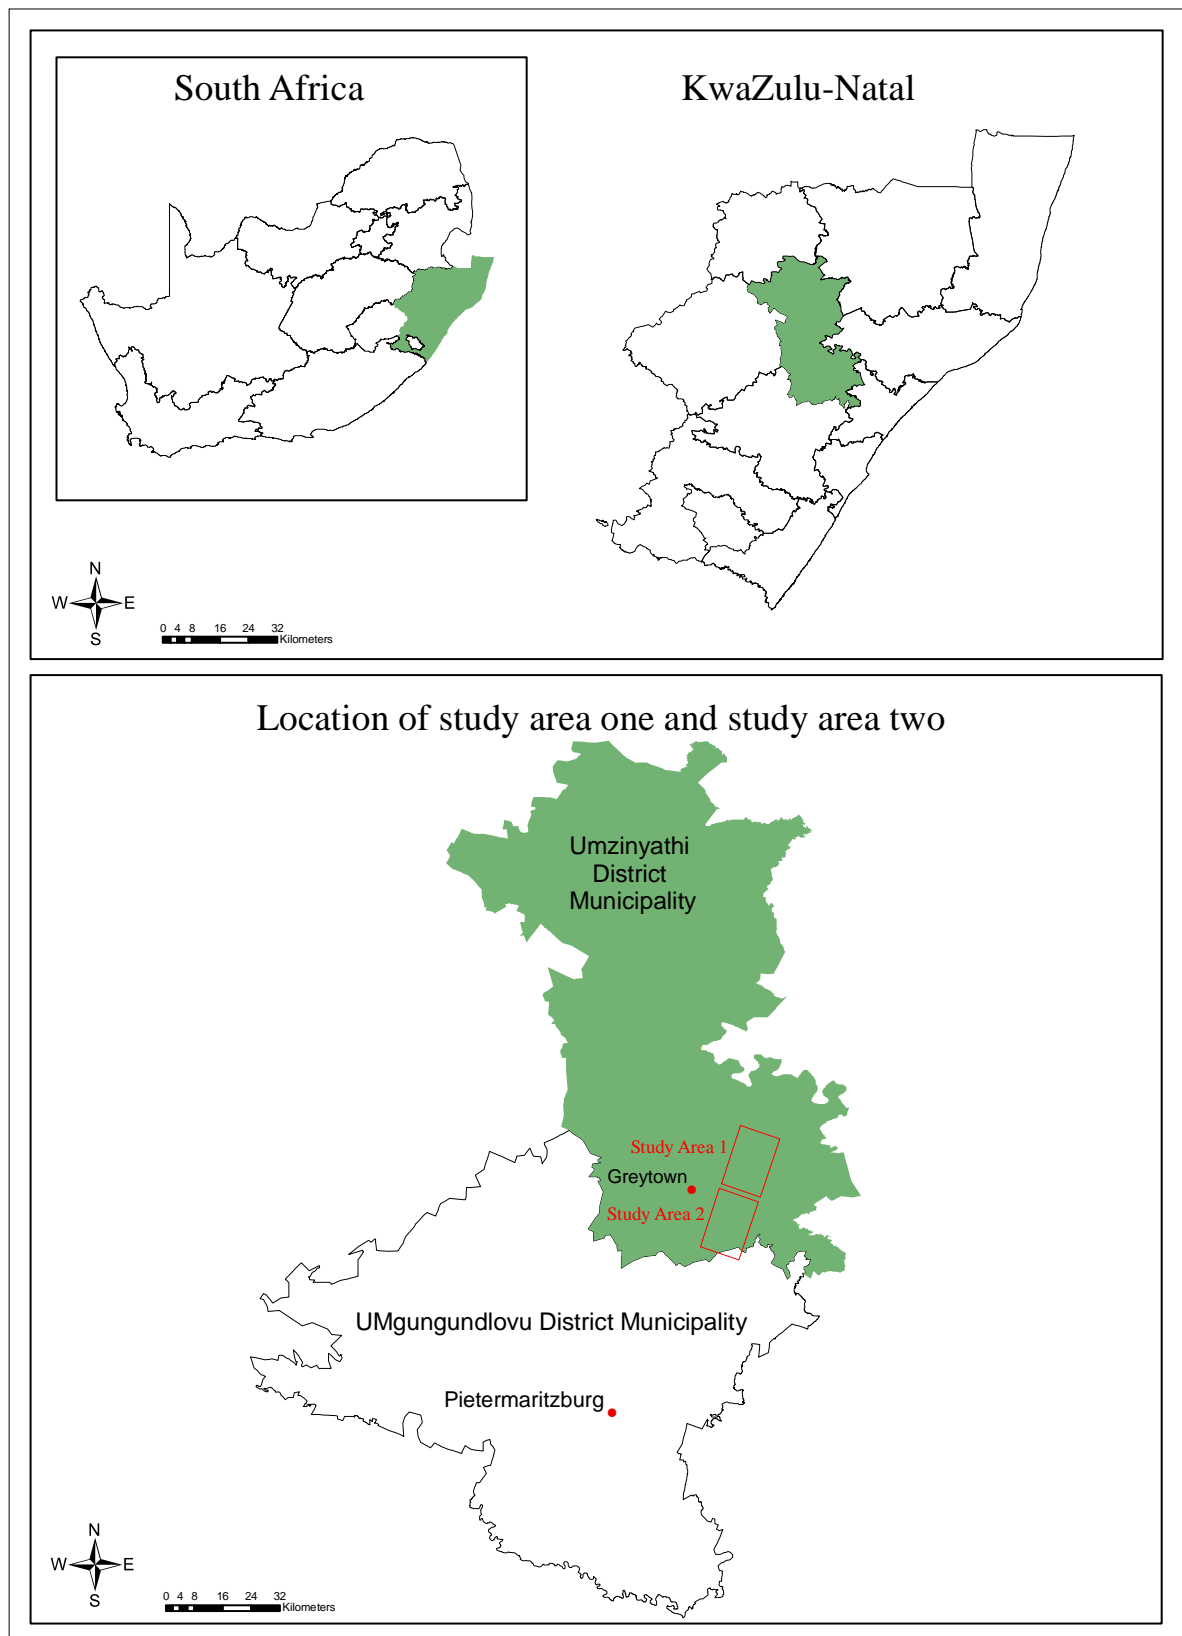 South Africa
KwaZulu-Natal
N
W E
S
0 4 8 16 24 32
Kilometers
Location of study area one and study area two
Umzinyathi
District
Municipality
Study Area 1
Greytown
Study Area 2
UMgungundlovu District Municipality
Pietermaritzburg
N
W E
S
0 4 8 16 24 32
Kilometers